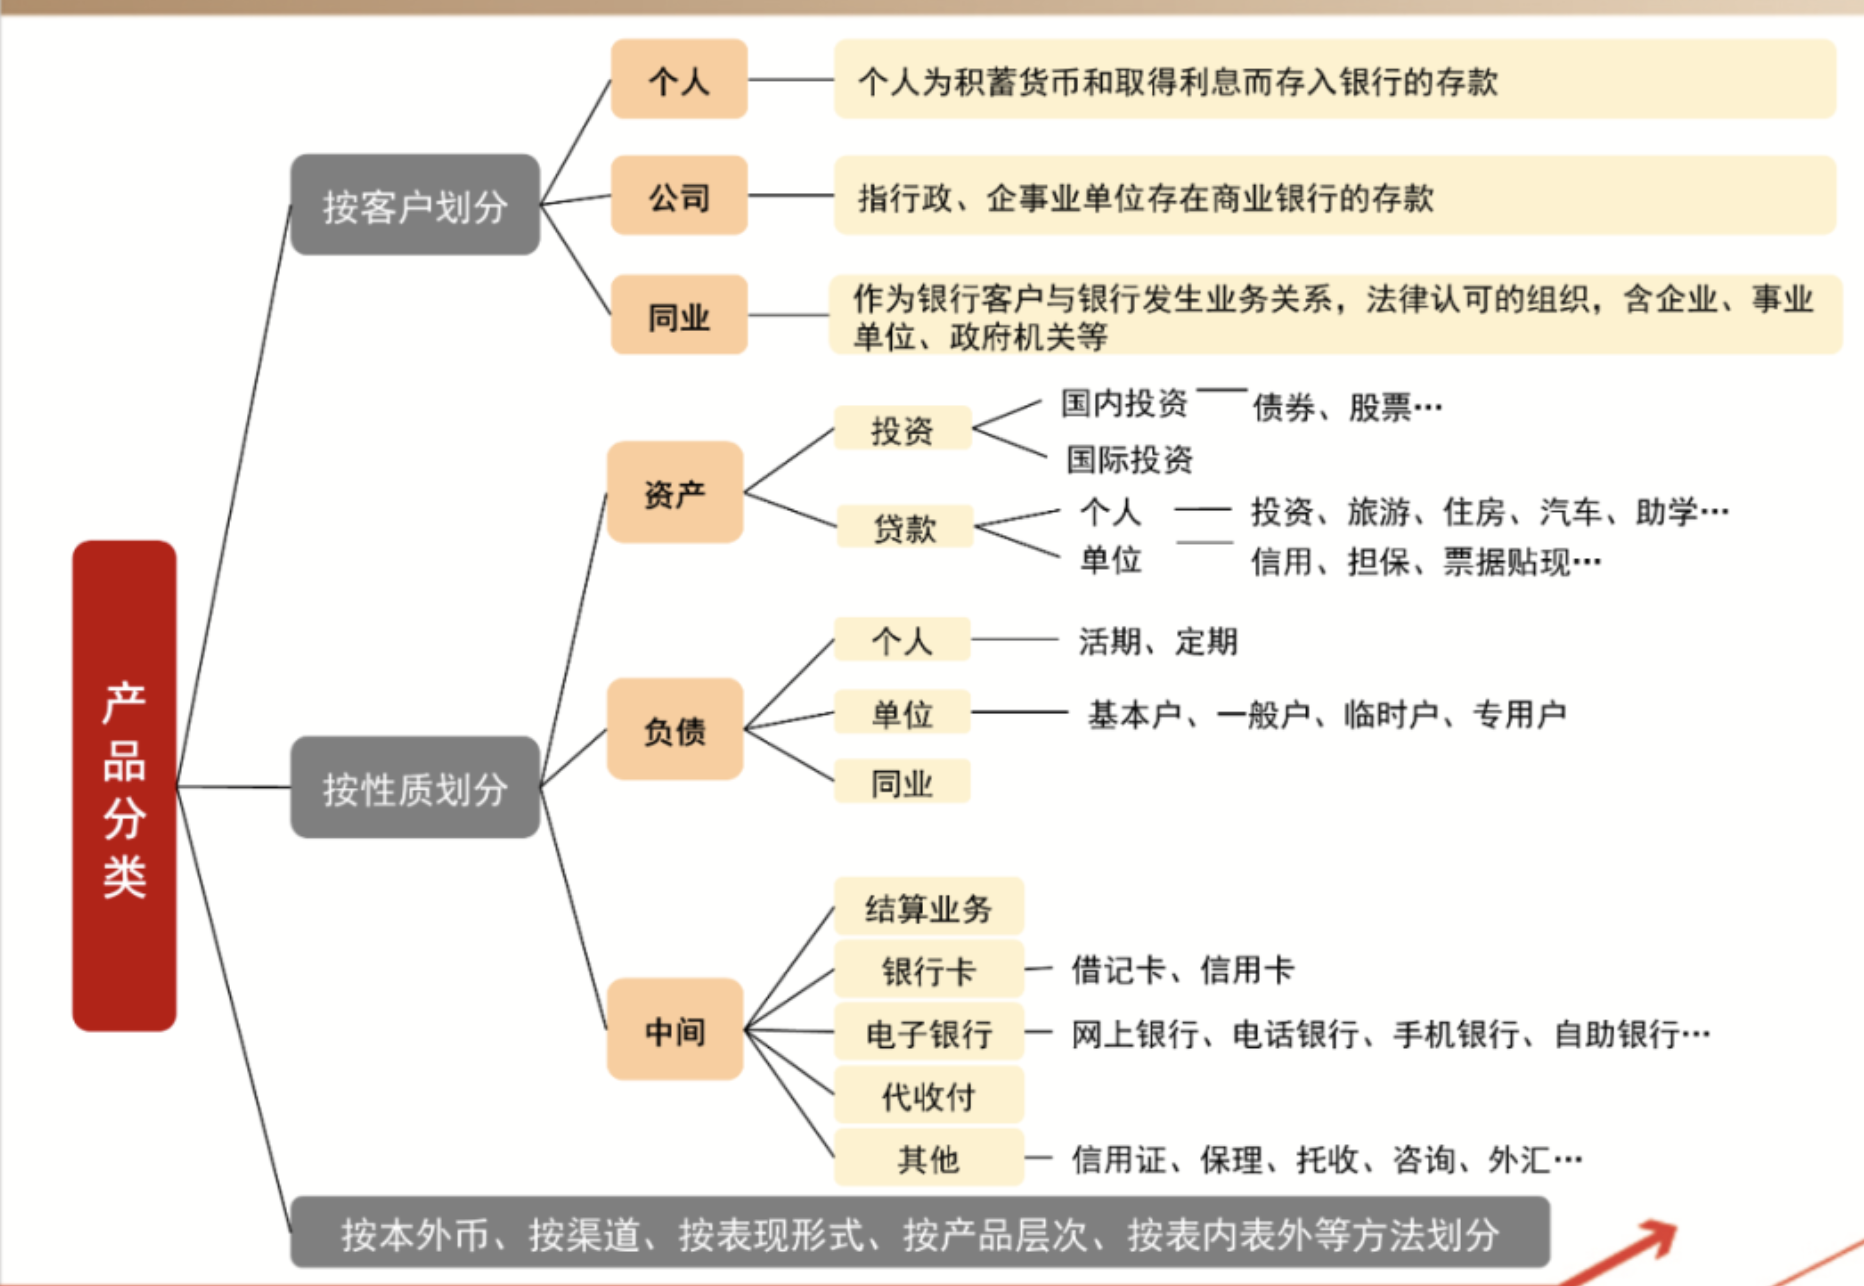 产品分类
按客户划分
个人
个人为积蓄货币和取得利息而存入银行的存款
公司
指行政、企事业单位存在商业银行的存款
同业
作为银行客户与银行发生业务关系，法律认可的组织，含企业、事业
单位、政府机关等
按性质划分
资产
投资
国内投资
债券、股票…
国际投资
贷款
个人
投资、旅游、住房、汽车、助学…
单位
信用、担保、票据贴现…
负债
个人
活期、定期
单位
基本户、一般户、临时户、专用户
同业
中间
结算业务
银行卡
借记卡、信用卡
电子银行
网上银行、电话银行、手机银行、自助银行…
代收付
其他
信用证、保理、托收、咨询、外汇…
按本外币、按渠道、按表现形式、按产品层次、按表内表外等方法划分